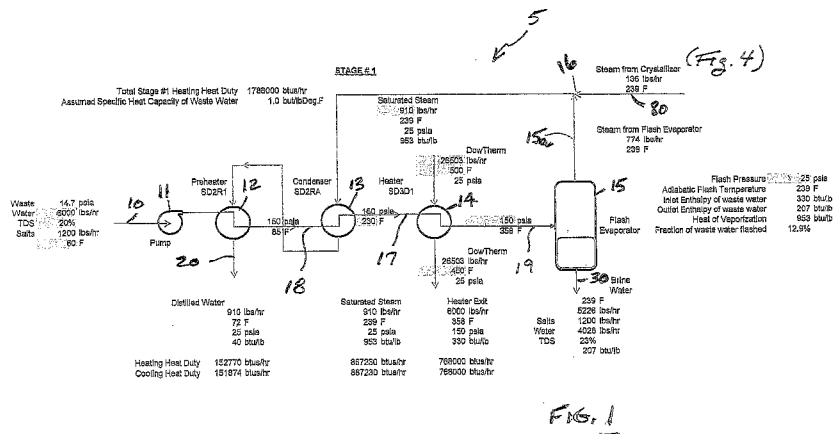 5
STAGE #1
(Fig. 4)
16
Steam from Crystallizer
136 lbs/hr
239 F
80
Total Stage #1 Heating Heat Duty 1788000 btus/hr
Assumed Specific Heat Capacity of Waste Water 1.0 but/lbDeg.F
Saturated Steam
910 lbs/hr
239 F
25 psia
953 btu/lb
15a
Steam from Flash Evaporator
774 lbs/hr
239 F
DowTherm
26503 lbs/hr
500 F
25 psia
Preheater
SD2R1
Condenser
SD2RA
Heater
SD3D1
12
13
14
15
Flash
Evaporator
Flash Pressure 25 psia
Adiabatic Flash Temperature 239 F
Inlet Enthalpy of waste water 330 btu/lb
Outlet Enthalpy of waste water 207 btu/lb
Heat of Vaporization 953 btu/lb
Fraction of waste water flashed 12.9%
Waste 14.7 psia
Water 6000 lbs/hr
TDS 20%
Salts 1200 lbs/hr
60 F
10
11
Pump
160 psia
85 F
160 psia
230 F
150 psia
358 F
20
18
17
19
30
Distilled Water
910 lbs/hr
72 F
25 psia
40 btu/lb
Saturated Steam
910 lbs/hr
239 F
25 psia
953 btu/lb
DowTherm
26503 lbs/hr
450 F
25 psia
Heater Exit
6000 lbs/hr
358 F
150 psia
330 btu/lb
Brine
Water
239 F
5226 lbs/hr
Salts 1200 lbs/hr
Water 4026 lbs/hr
TDS 23%
207 btu/lb
Heating Heat Duty 152770 btus/hr 867230 btus/hr 768000 btus/hr
Cooling Heat Duty 151874 btus/hr 867230 btus/hr 768000 btus/hr
FIG. 1